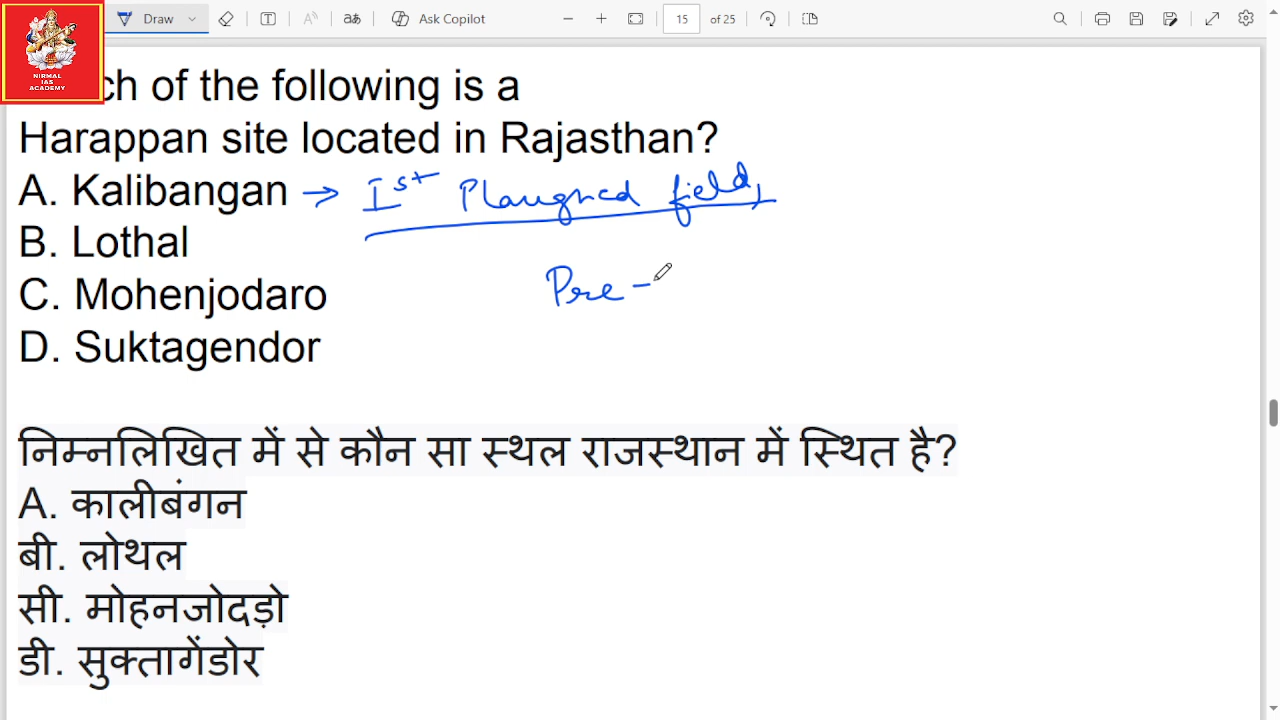 Draw
Ask Copilot
15 of 25
NIRMAL
IAS
ACADEMY
ch of the following is a
Harappan site located in Rajasthan?
A. Kalibangan → Ist Plaughed field,
B. Lothal
Pre -
C. Mohenjodaro
D. Suktagendor
निम्नलिखित में से कौन सा स्थल राजस्थान में स्थित है?
A. कालीबंगन
बी. लोथल
सी. मोहनजोदड़ो
डी. सुक्तागेंडोर